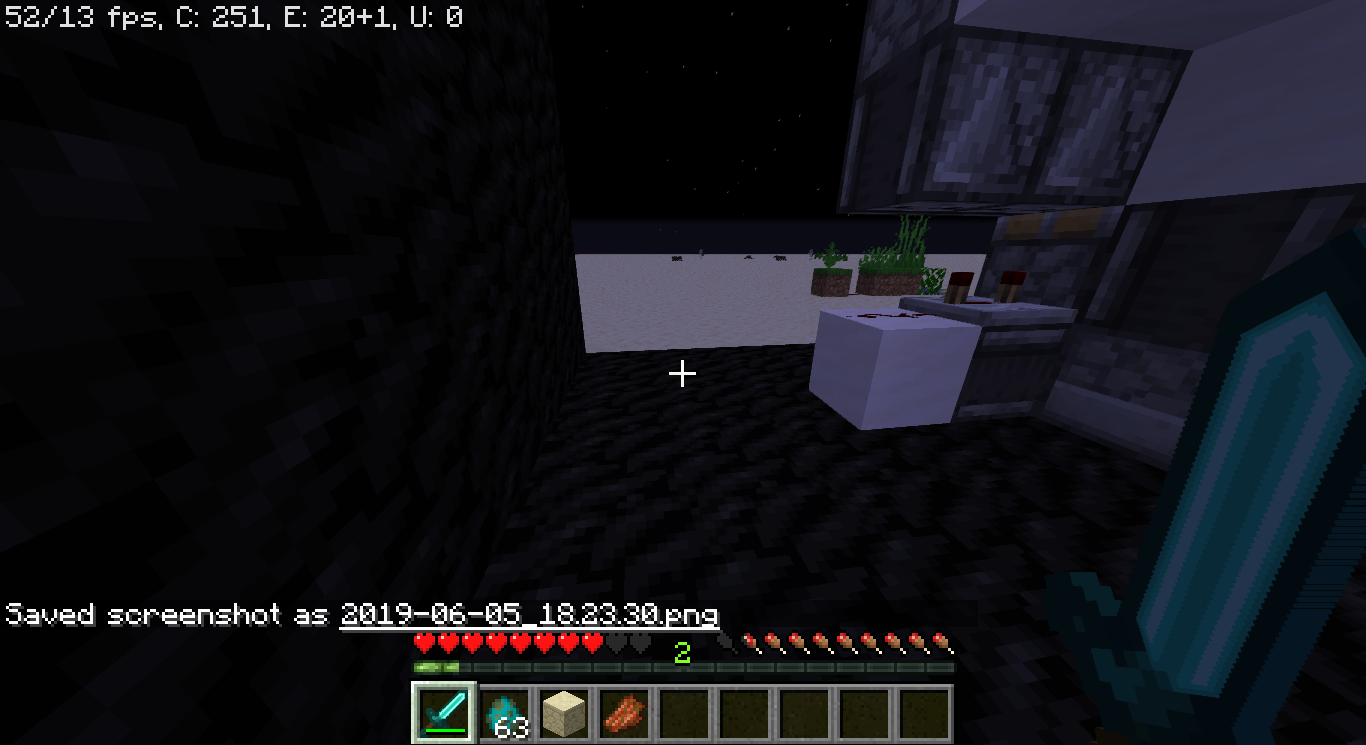 52/13 fps, C: 251, E: 20+1, U: 0
Saved screenshot as 2019-06-05_18.23.30.png
2
63